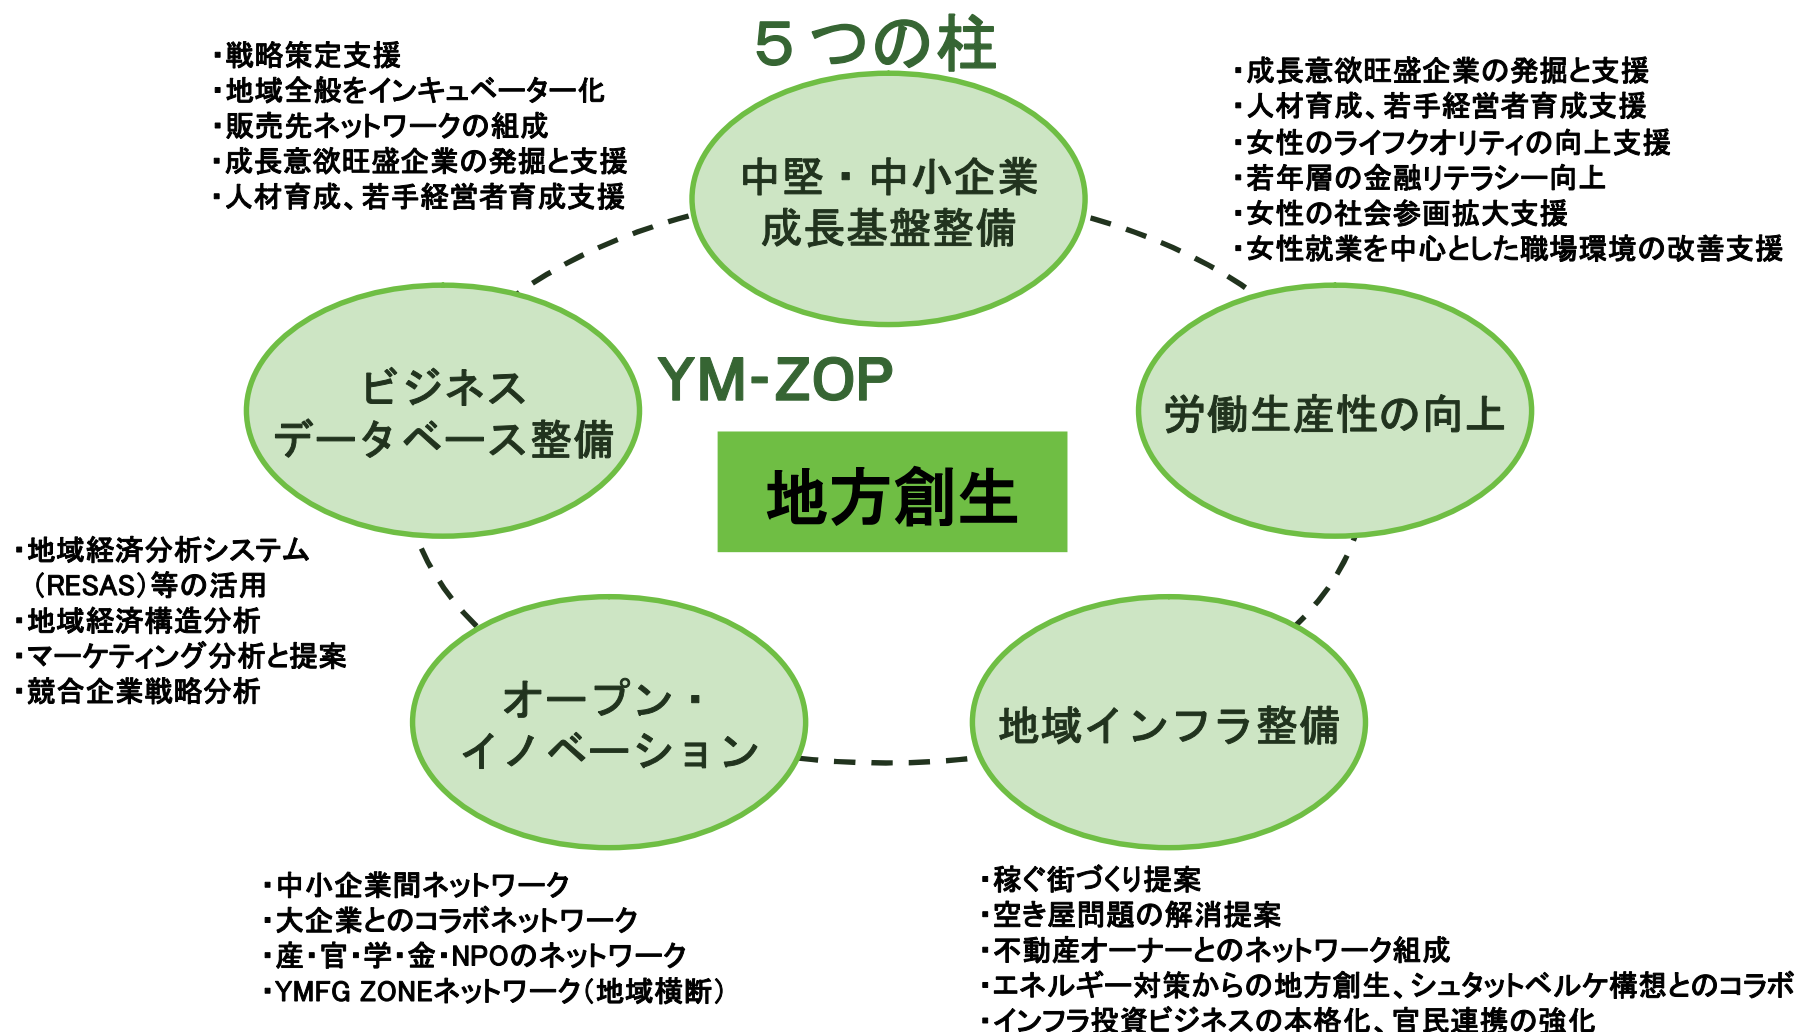 ５つの柱
・戦略策定支援
・地域全般をインキュベーター化
・販売先ネットワークの組成
・成長意欲旺盛企業の発掘と支援
・人材育成、若手経営者育成支援
中堅・中小企業
成長基盤整備
・成長意欲旺盛企業の発掘と支援
・人材育成、若手経営者育成支援
・女性のライフクオリティの向上支援
・若年層の金融リテラシー向上
・女性の社会参画拡大支援
・女性就業を中心とした職場環境の改善支援
ビジネス
データベース整備
YM-ZOP
地方創生
労働生産性の向上
・地域経済分析システム
（RESAS）等の活用
・地域経済構造分析
・マーケティング分析と提案
・競合企業戦略分析
オープン・
イノベーション
地域インフラ整備
・中小企業間ネットワーク
・大企業とのコラボネットワーク
・産・官・学・金・NPOのネットワーク
・YMFG ZONEネットワーク（地域横断）
・稼ぐ街づくり提案
・空き屋問題の解消提案
・不動産オーナーとのネットワーク組成
・エネルギー対策からの地方創生、シュタットベルケ構想とのコラボ
・インフラ投資ビジネスの本格化、官民連携の強化